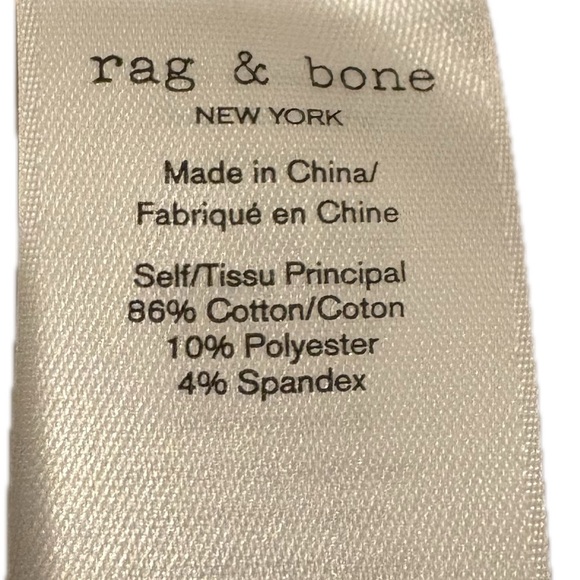 rag & bone
NEW YORK
Made in China/
Fabriqué en Chine
Self/Tissu Principal
86% Cotton/Coton
10% Polyester
4% Spandex